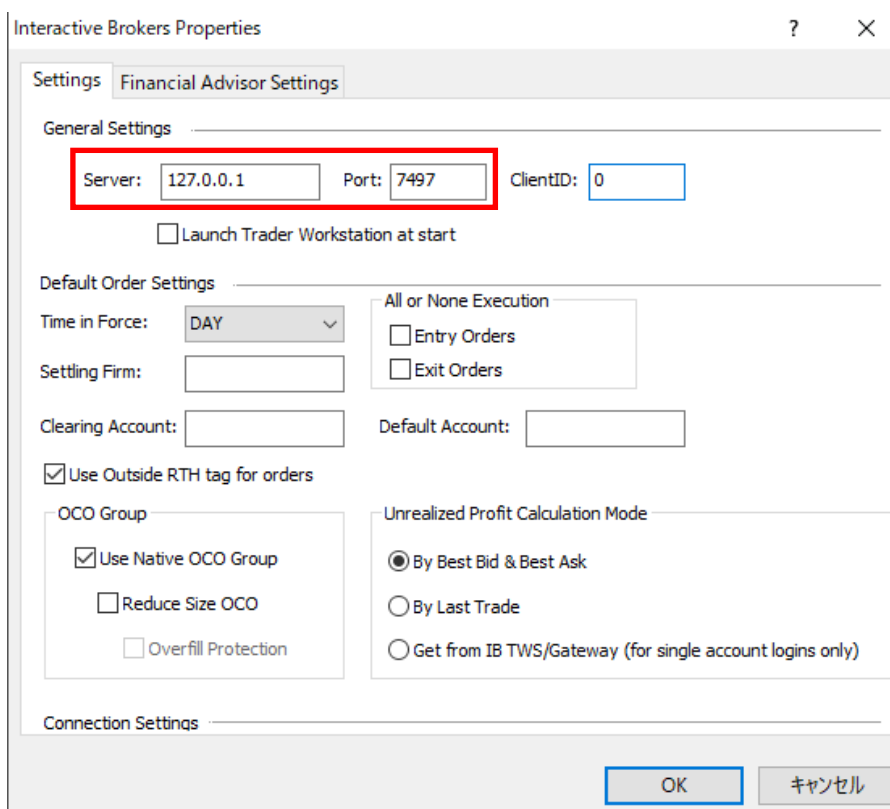 Interactive Brokers Properties ? ×
Settings Financial Advisor Settings
General Settings
Server: 127.0.0.1 Port: 7497 ClientID: 0
Launch Trader Workstation at start
Default Order Settings
All or None Execution
Time in Force: DAY
Entry Orders
Settling Firm:
Exit Orders
Clearing Account: Default Account:
Use Outside RTH tag for orders
OCO Group
Use Native OCO Group
Reduce Size OCO
Overfill Protection
Unrealized Profit Calculation Mode
By Best Bid & Best Ask
By Last Trade
Get from IB TWS/Gateway (for single account logins only)
Connection Settings
OK キャンセル